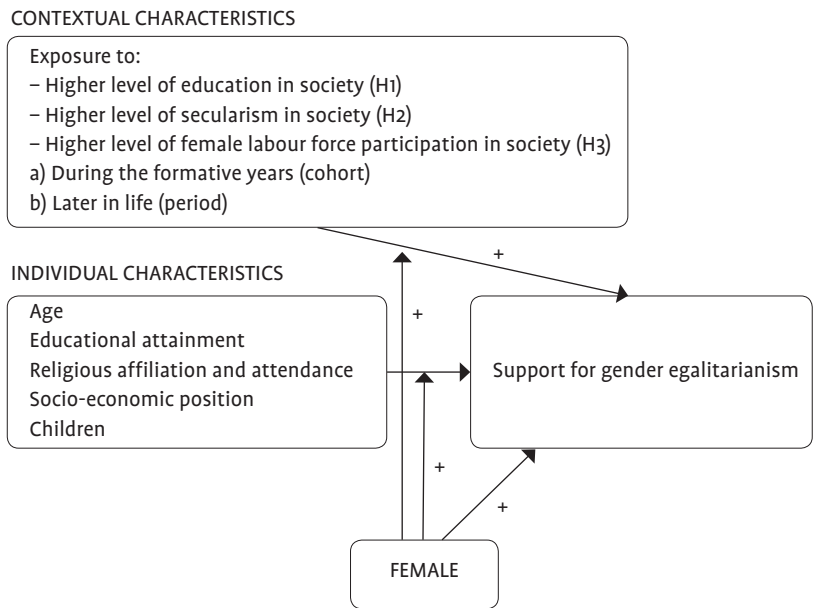 CONTEXTUAL CHARACTERISTICS
Exposure to:
– Higher level of education in society (H1)
– Higher level of secularism in society (H2)
– Higher level of female labour force participation in society (H3)
a) During the formative years (cohort)
b) Later in life (period)
+
INDIVIDUAL CHARACTERISTICS
+
Age
Educational attainment
Religious affiliation and attendance
Socio-economic position
Children
Support for gender egalitarianism
+
+
FEMALE